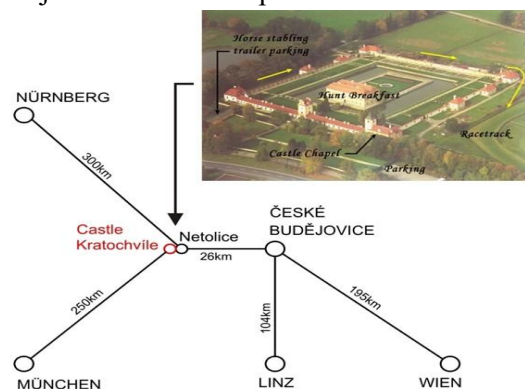 Horse stabling
trailer parking
Hunt Breakfast
Racetrack
Castle Chapel
Parking
NÜRNBERG
300km
Castle
Kratochvíle
Netolice
ČESKÉ
BUDĚJOVICE
26km
250km
104km
195km
MÜNCHEN
LINZ
WIEN